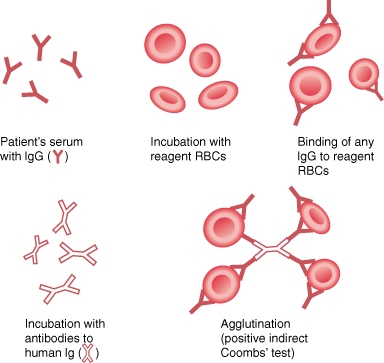 Patient's serum
with IgG ( )
Incubation with
reagent RBCs
Binding of any
IgG to reagent
RBCs
Incubation with
antibodies to
human Ig ( )
Agglutination
(positive indirect
Coombs' test)